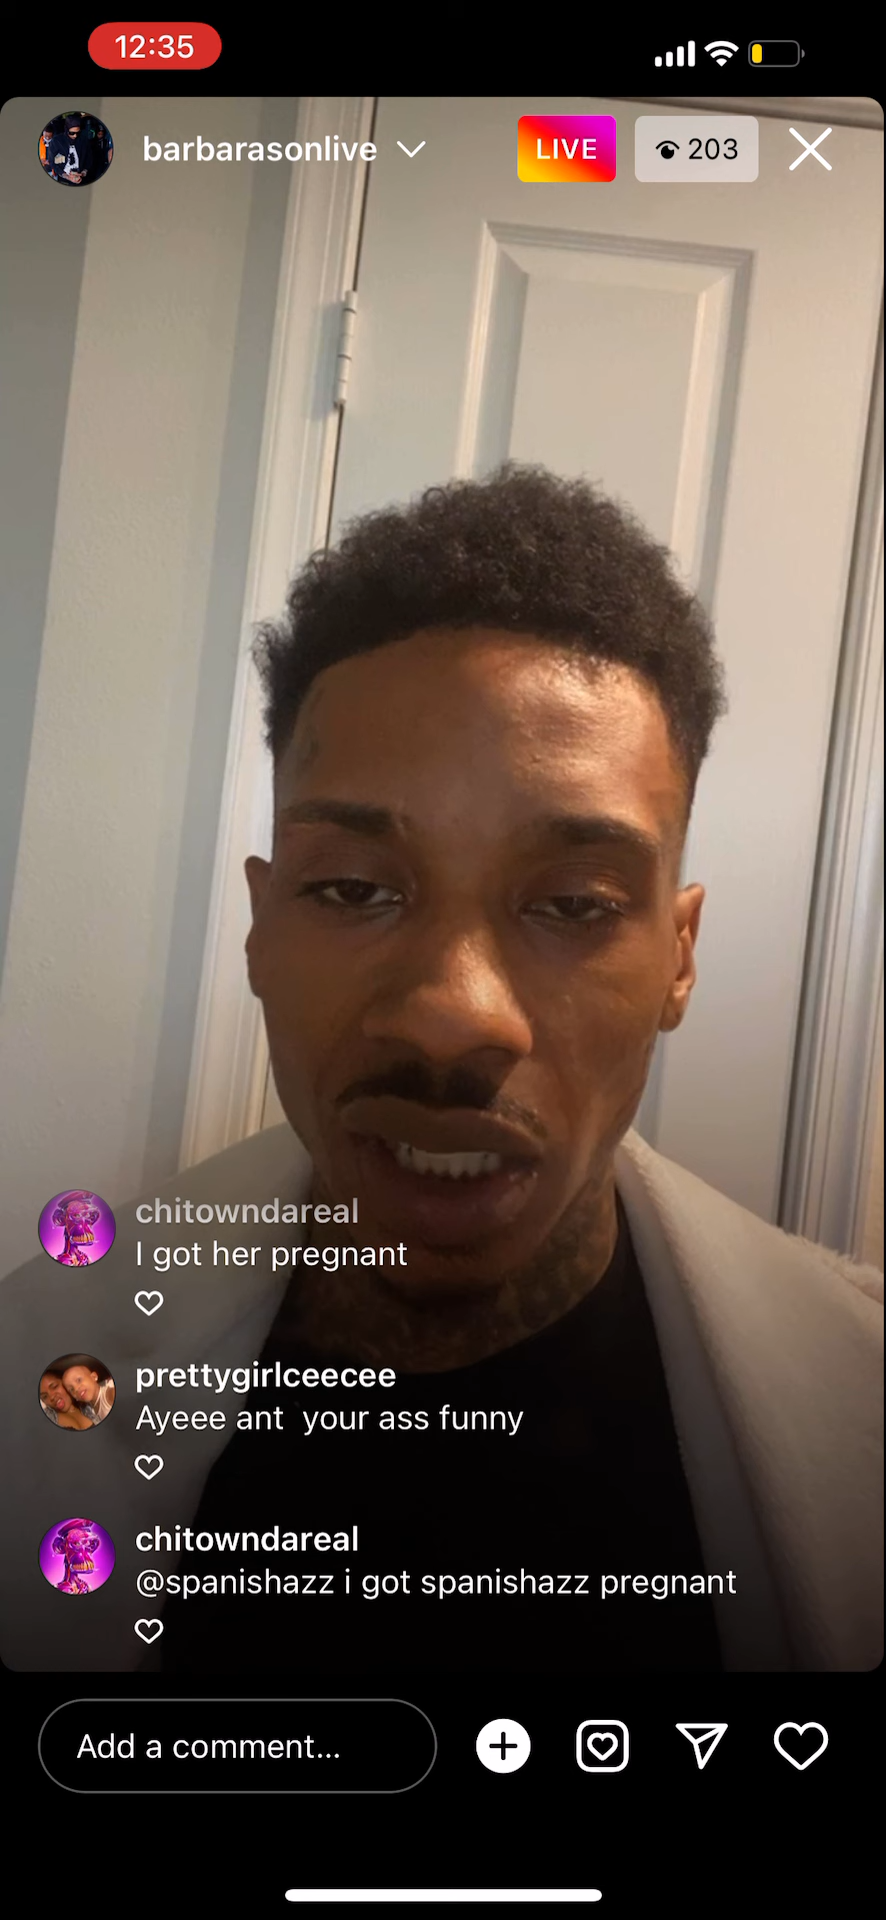 12:35
barbarasonlive
LIVE
203
chitowndareal
I got her pregnant
prettygirlceecee
Ayeee ant  your ass funny
chitowndareal
@spanishazz i got spanishazz pregnant
Add a comment...